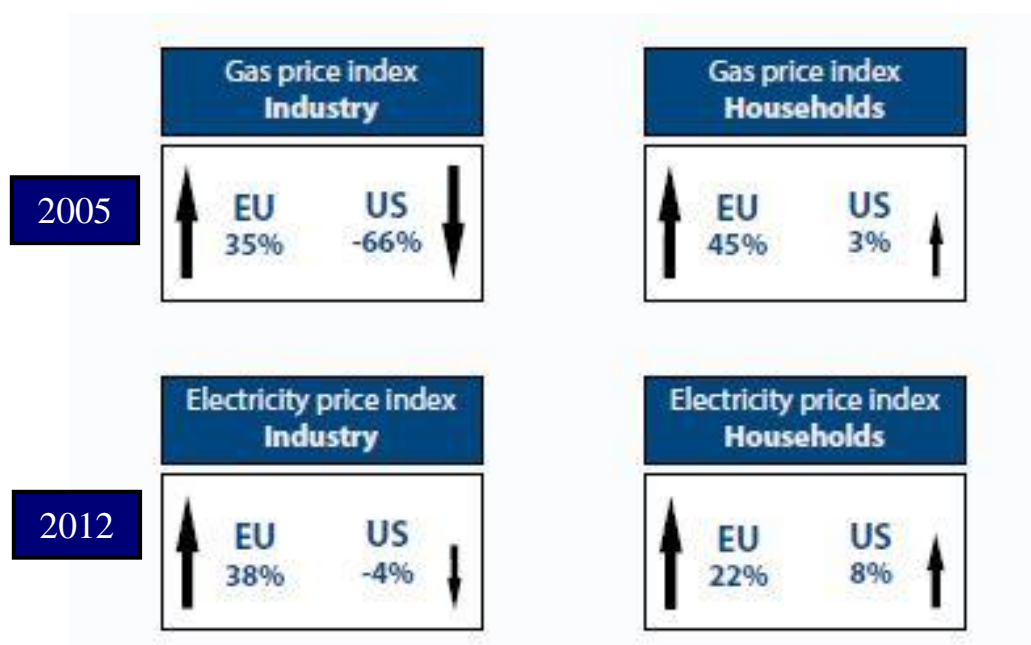 Gas price index
Industry
Gas price index
Households
2005
EU US
35% -66%
EU US
45% 3%
Electricity price index
Industry
Electricity price index
Households
2012
EU US
38% -4%
EU US
22% 8%